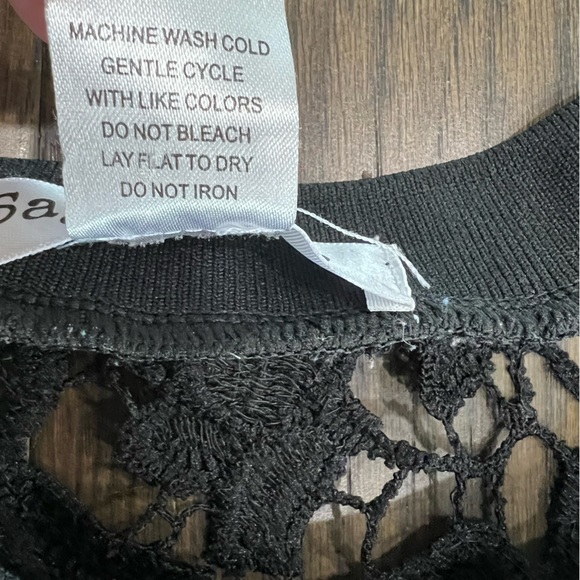 MACHINE WASH COLD
GENTLE CYCLE
WITH LIKE COLORS
DO NOT BLEACH
LAY FLAT TO DRY
DO NOT IRON